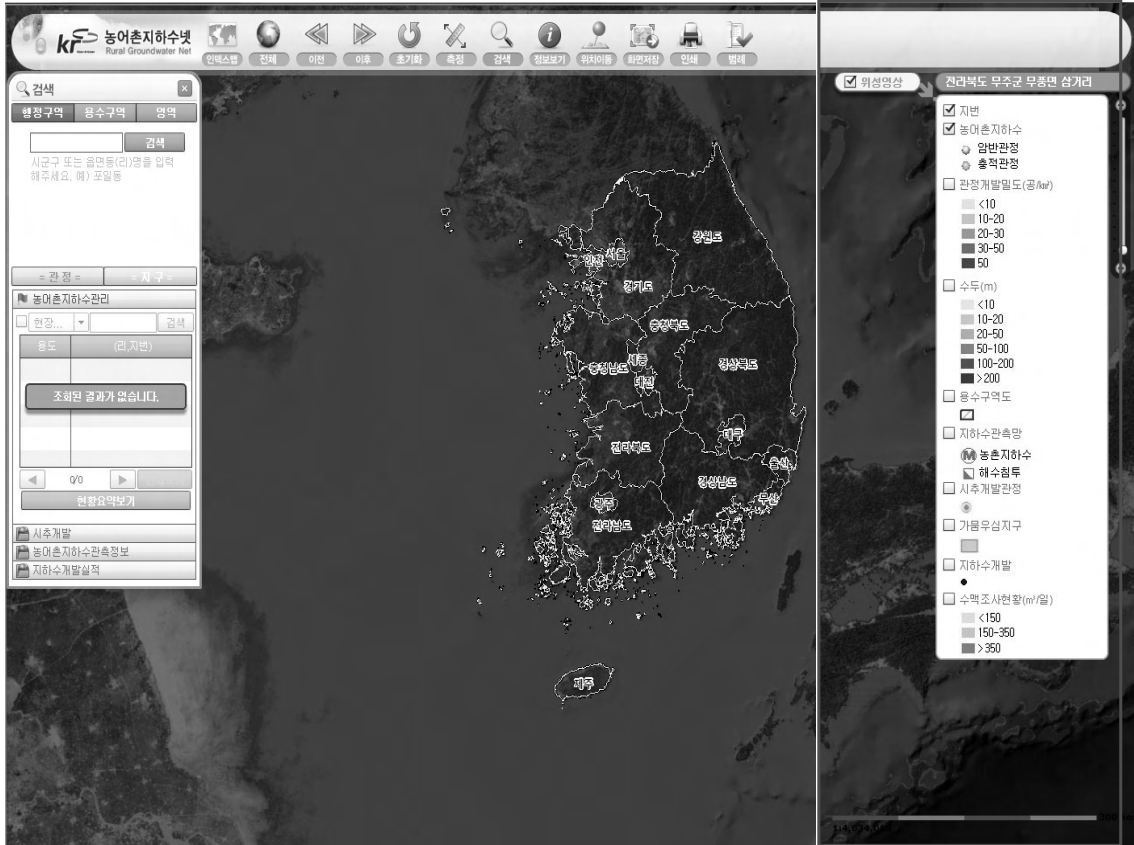 kr 농어촌지하수넷
Rural Groundwater Net
인덱스맵 전체 이전 이후 초기화 측정 검색 정보보기 위치이동 화면저장 인쇄 범례
검색
행정구역 용수구역 영역
검색
시군구 또는 읍면동(리)명을 입력
해주세요. 예) 포일동
= 관 정 = = 지 구 =
농어촌지하수관리
현장... 검색
용도 (리,지번)
조회된 결과가 없습니다.
0/0
현황요약보기
시추개발
농어촌지하수관측정보
지하수개발실적
강원도
서울
인천
경기도
충청북도
세종
충청남도
대전
경상북도
전라북도
대구
울산
경상남도
부산
광주
전라남도
제주
위성영상
전라북도 무주군 무풍면 삼거리
지번
농어촌지하수
암반관정
충적관정
관정개발밀도(공/㎢)
<10
10-20
20-30
30-50
50
수두(m)
<10
10-20
20-50
50-100
100-200
>200
용수구역도
지하수관측망
M 농촌지하수
해수침투
시추개발관정
가뭄우심지구
지하수개발
수맥조사현황(m³/일)
<150
150-350
>350